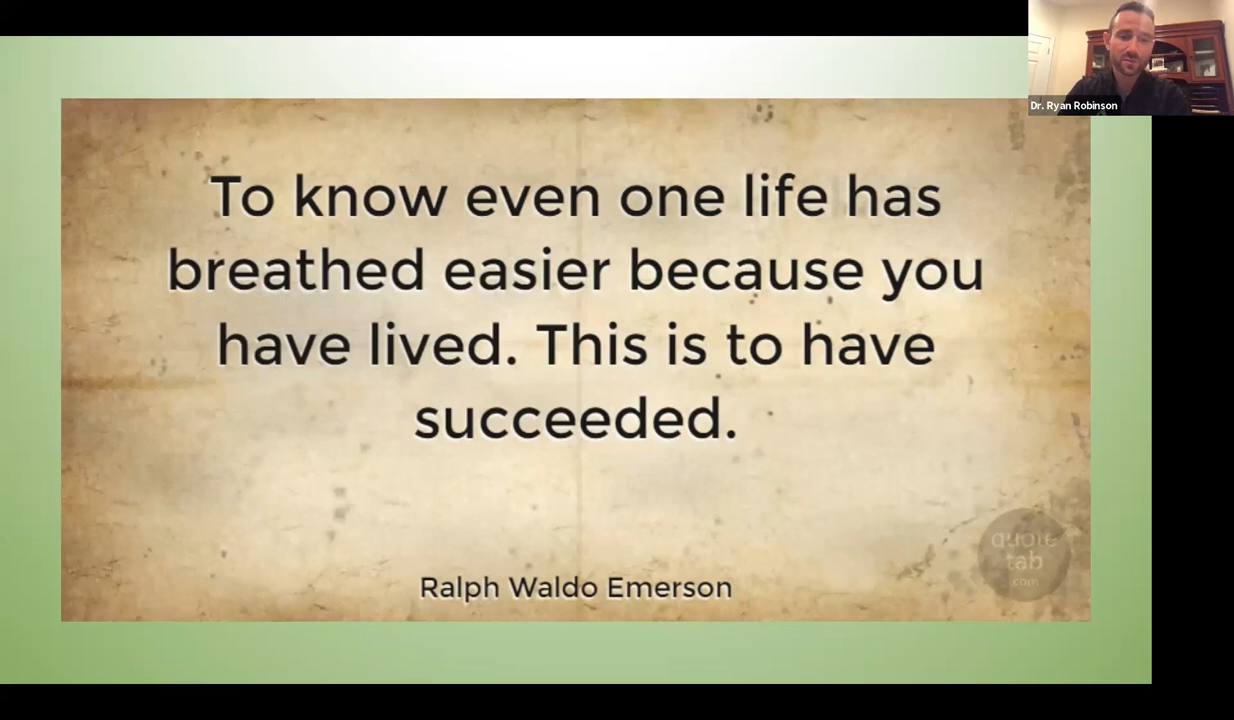 Dr. Ryan Robinson
To know even one life has
breathed easier because you
have lived. This is to have
succeeded.
Ralph Waldo Emerson
quote
tab
.com